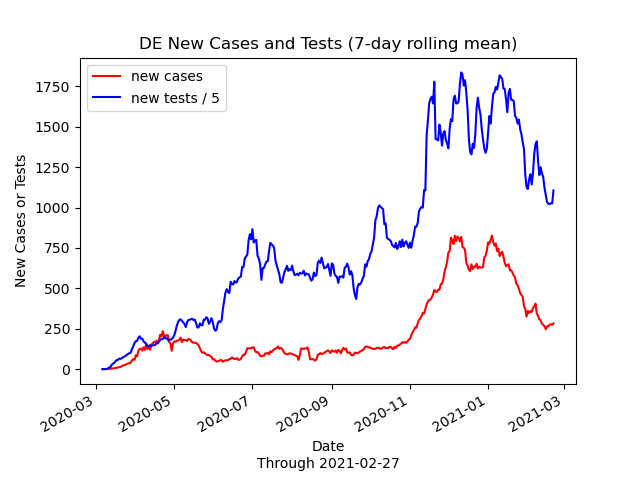 DE New Cases and Tests (7-day rolling mean)
new cases
new tests / 5
New Cases or Tests
1750
1500
1250
1000
750
500
250
0
2020-03
2020-05
2020-07
2020-09
2020-11
2021-01
2021-03
Date
Through 2021-02-27